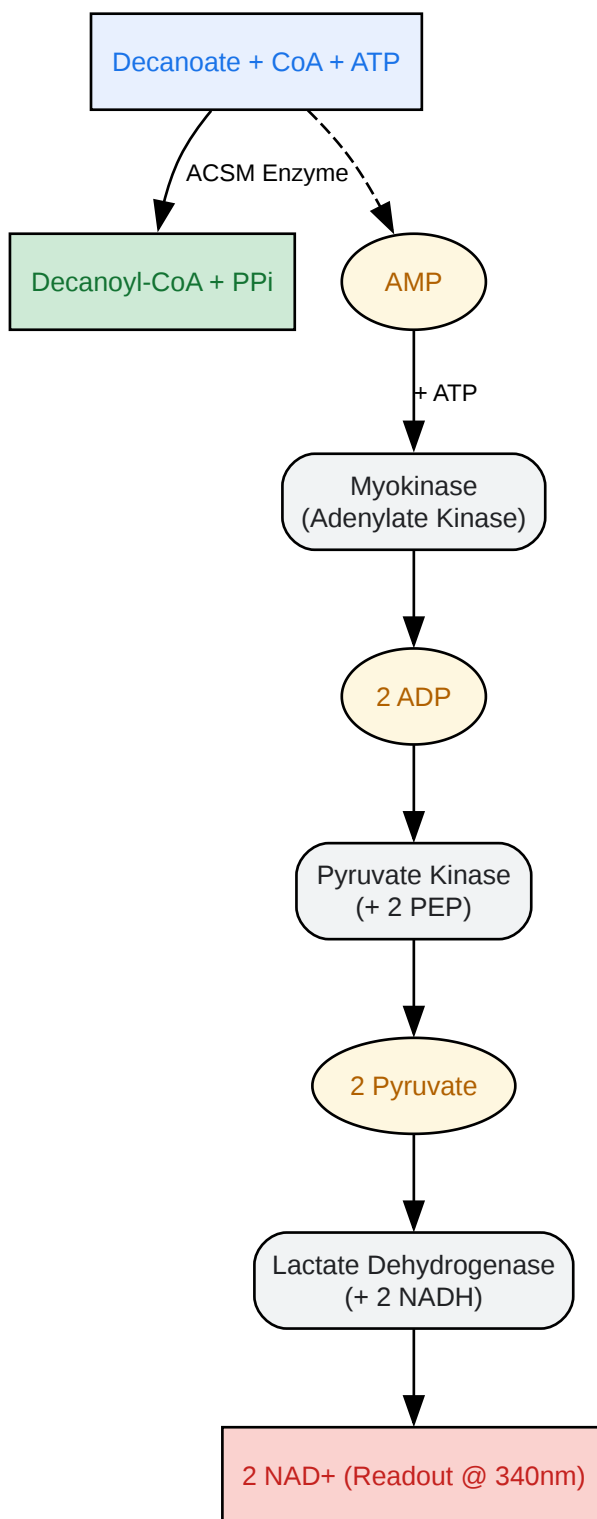 Decanoate + CoA + ATP
ACSM Enzyme
Decanoyl-CoA + PPi
AMP
+ ATP
Myokinase
(Adenylate Kinase)
2 ADP
Pyruvate Kinase
(+ 2 PEP)
2 Pyruvate
Lactate Dehydrogenase
(+ 2 NADH)
2 NAD+ (Readout @ 340nm)